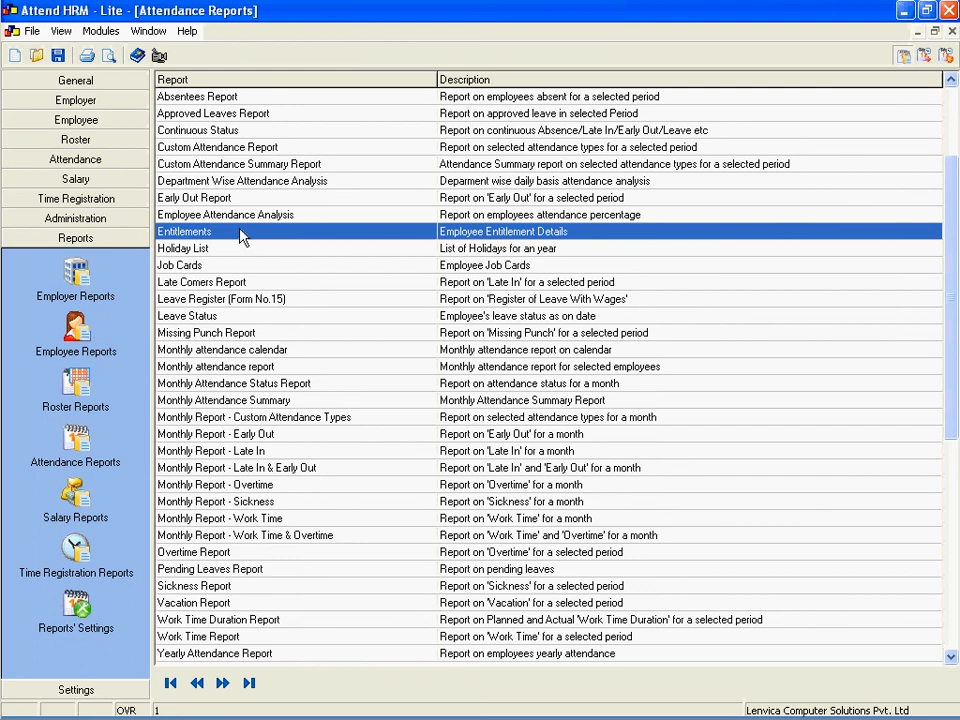 Attend HRM - Lite - [Attendance Reports]
File View Modules Window Help
General
Employer
Employee
Roster
Attendance
Salary
Time Registration
Administration
Reports
Employer Reports
Employee Reports
Roster Reports
Attendance Reports
Salary Reports
Time Registration Reports
Reports' Settings
Settings
Report Description
Absentees Report Report on employees absent for a selected period
Approved Leaves Report Report on approved leave in selected Period
Continuous Status Report on continuous Absence/Late In/Early Out/Leave etc
Custom Attendance Report Report on selected attendance types for a selected period
Custom Attendance Summary Report Attendance Summary report on selected attendance types for a selected period
Department Wise Attendance Analysis Deparment wise daily basis attendance analysis
Early Out Report Report on 'Early Out' for a selected period
Employee Attendance Analysis Report on employees attendance percentage
Entitlements Employee Entitlement Details
Holiday List List of Holidays for an year
Job Cards Employee Job Cards
Late Comers Report Report on 'Late In' for a selected period
Leave Register (Form No.15) Report on 'Register of Leave With Wages'
Leave Status Employee's leave status as on date
Missing Punch Report Report on 'Missing Punch' for a selected period
Monthly attendance calendar Monthly attendance report on calendar
Monthly attendance report Monthly attendance report for selected employees
Monthly Attendance Status Report Report on attendance status for a month
Monthly Attendance Summary Monthly Attendance Summary Report
Monthly Report - Custom Attendance Types Report on selected attendance types for a month
Monthly Report - Early Out Report on 'Early Out' for a month
Monthly Report - Late In Report on 'Late In' for a month
Monthly Report - Late In & Early Out Report on 'Late In' and 'Early Out' for a month
Monthly Report - Overtime Report on 'Overtime' for a month
Monthly Report - Sickness Report on 'Sickness' for a month
Monthly Report - Work Time Report on 'Work Time' for a month
Monthly Report - Work Time & Overtime Report on 'Work Time' and 'Overtime' for a month
Overtime Report Report on 'Overtime' for a selected period
Pending Leaves Report Report on pending leaves
Sickness Report Report on 'Sickness' for a selected period
Vacation Report Report on 'Vacation' for a selected period
Work Time Duration Report Report on Planned and Actual 'Work Time Duration' for a selected period
Work Time Report Report on 'Work Time' for a selected period
Yearly Attendance Report Report on employees yearly attendance
OVR 1 Lenvica Computer Solutions Pvt. Ltd